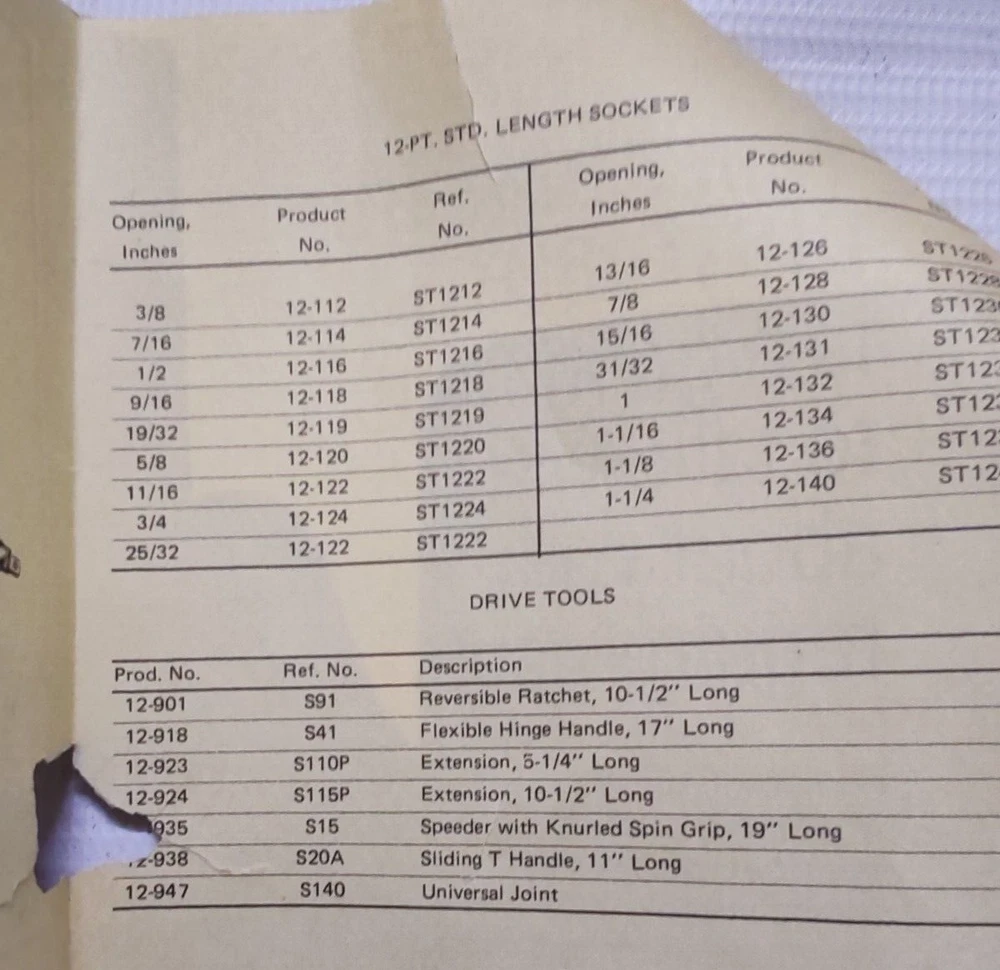 12-PT. STD. LENGTH SOCKETS
Opening, Inches Product No. Ref. No. Opening, Inches Product No.
3/8 12-112 ST1212 13/16 12-126
7/16 12-114 ST1214 7/8 12-128
1/2 12-116 ST1216 15/16 12-130
9/16 12-118 ST1218 31/32 12-131
19/32 12-119 ST1219 1 12-132
5/8 12-120 ST1220 1-1/16 12-134
11/16 12-122 ST1222 1-1/8 12-136
3/4 12-124 ST1224 1-1/4 12-140
25/32 12-122 ST1222
DRIVE TOOLS
Prod. No. Ref. No. Description
12-901 S91 Reversible Ratchet, 10-1/2" Long
12-918 S41 Flexible Hinge Handle, 17" Long
12-923 S110P Extension, 5-1/4" Long
12-924 S115P Extension, 10-1/2" Long
935 S15 Speeder with Knurled Spin Grip, 19" Long
2-938 S20A Sliding T Handle, 11" Long
12-947 S140 Universal Joint